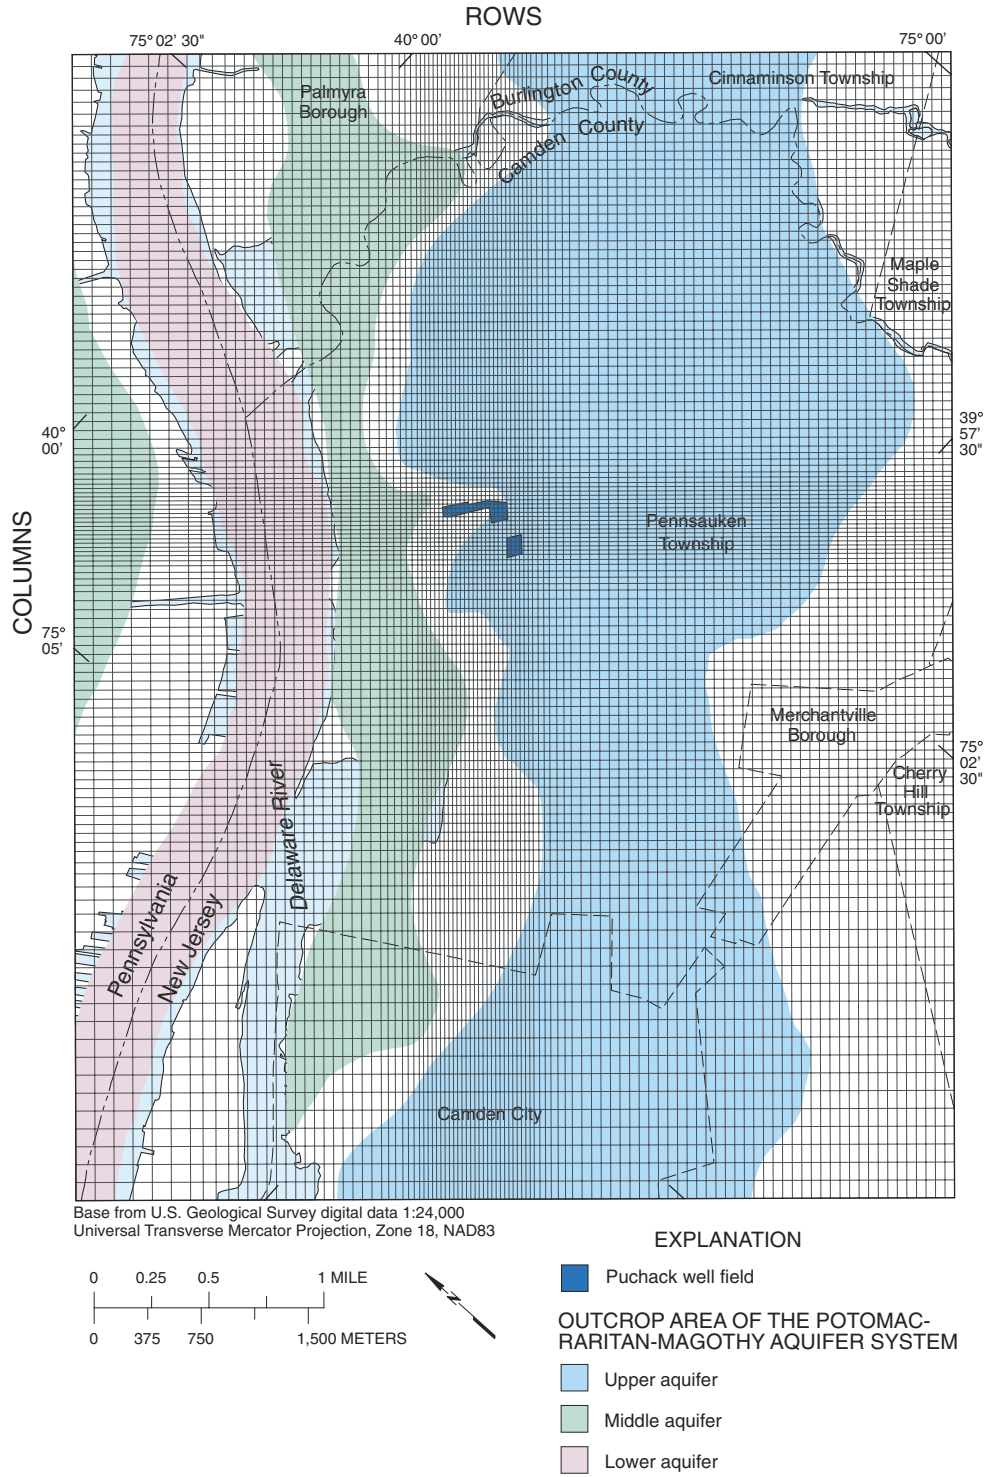 ROWS
75° 02' 30"
40° 00'
75° 00'
Palmyra
Borough
Burlington County
Camden County
Cinnaminson Township
Maple
Shade
Township
40°
00'
39°
57'
30"
COLUMNS
Pennsauken
Township
75°
05'
Merchantville
Borough
75°
02'
30"
Cherry
Hill
Township
Delaware River
Pennsylvania
New Jersey
Camden City
Base from U.S. Geological Survey digital data 1:24,000
Universal Transverse Mercator Projection, Zone 18, NAD83
0 0.25 0.5 1 MILE
0 375 750 1,500 METERS
N
EXPLANATION
Puchack well field
OUTCROP AREA OF THE POTOMAC-
RARITAN-MAGOTHY AQUIFER SYSTEM
Upper aquifer
Middle aquifer
Lower aquifer